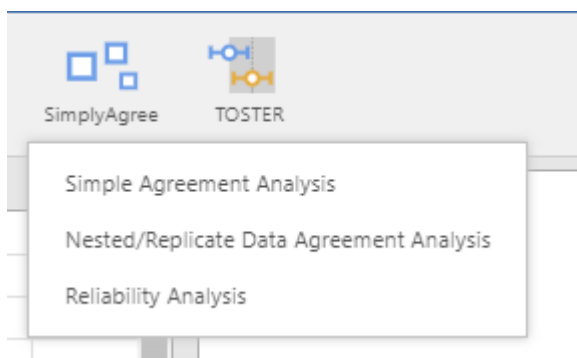 SimplyAgree
TOSTER
Simple Agreement Analysis
Nested/Replicate Data Agreement Analysis
Reliability Analysis